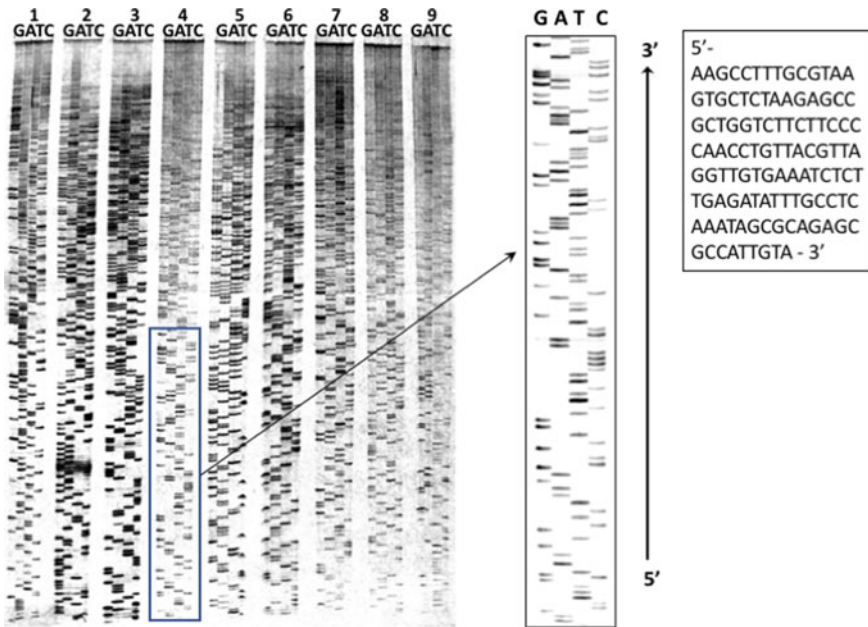 1 2 3 4 5 6 7 8 9
GATC GATC GATC GATC GATC GATC GATC GATC GATC
G A T C
3’
5’
5’-
AAGCCTTTGCGTAA
GTGCTCTAAGAGCC
GCTGGTCTTCTTCCC
CAACCTGTTACGTTA
GGTTGTGAAATCTCT
TGAGATATTTGCCTC
AAATAGCGCAGAGC
GCCATTGTA - 3’